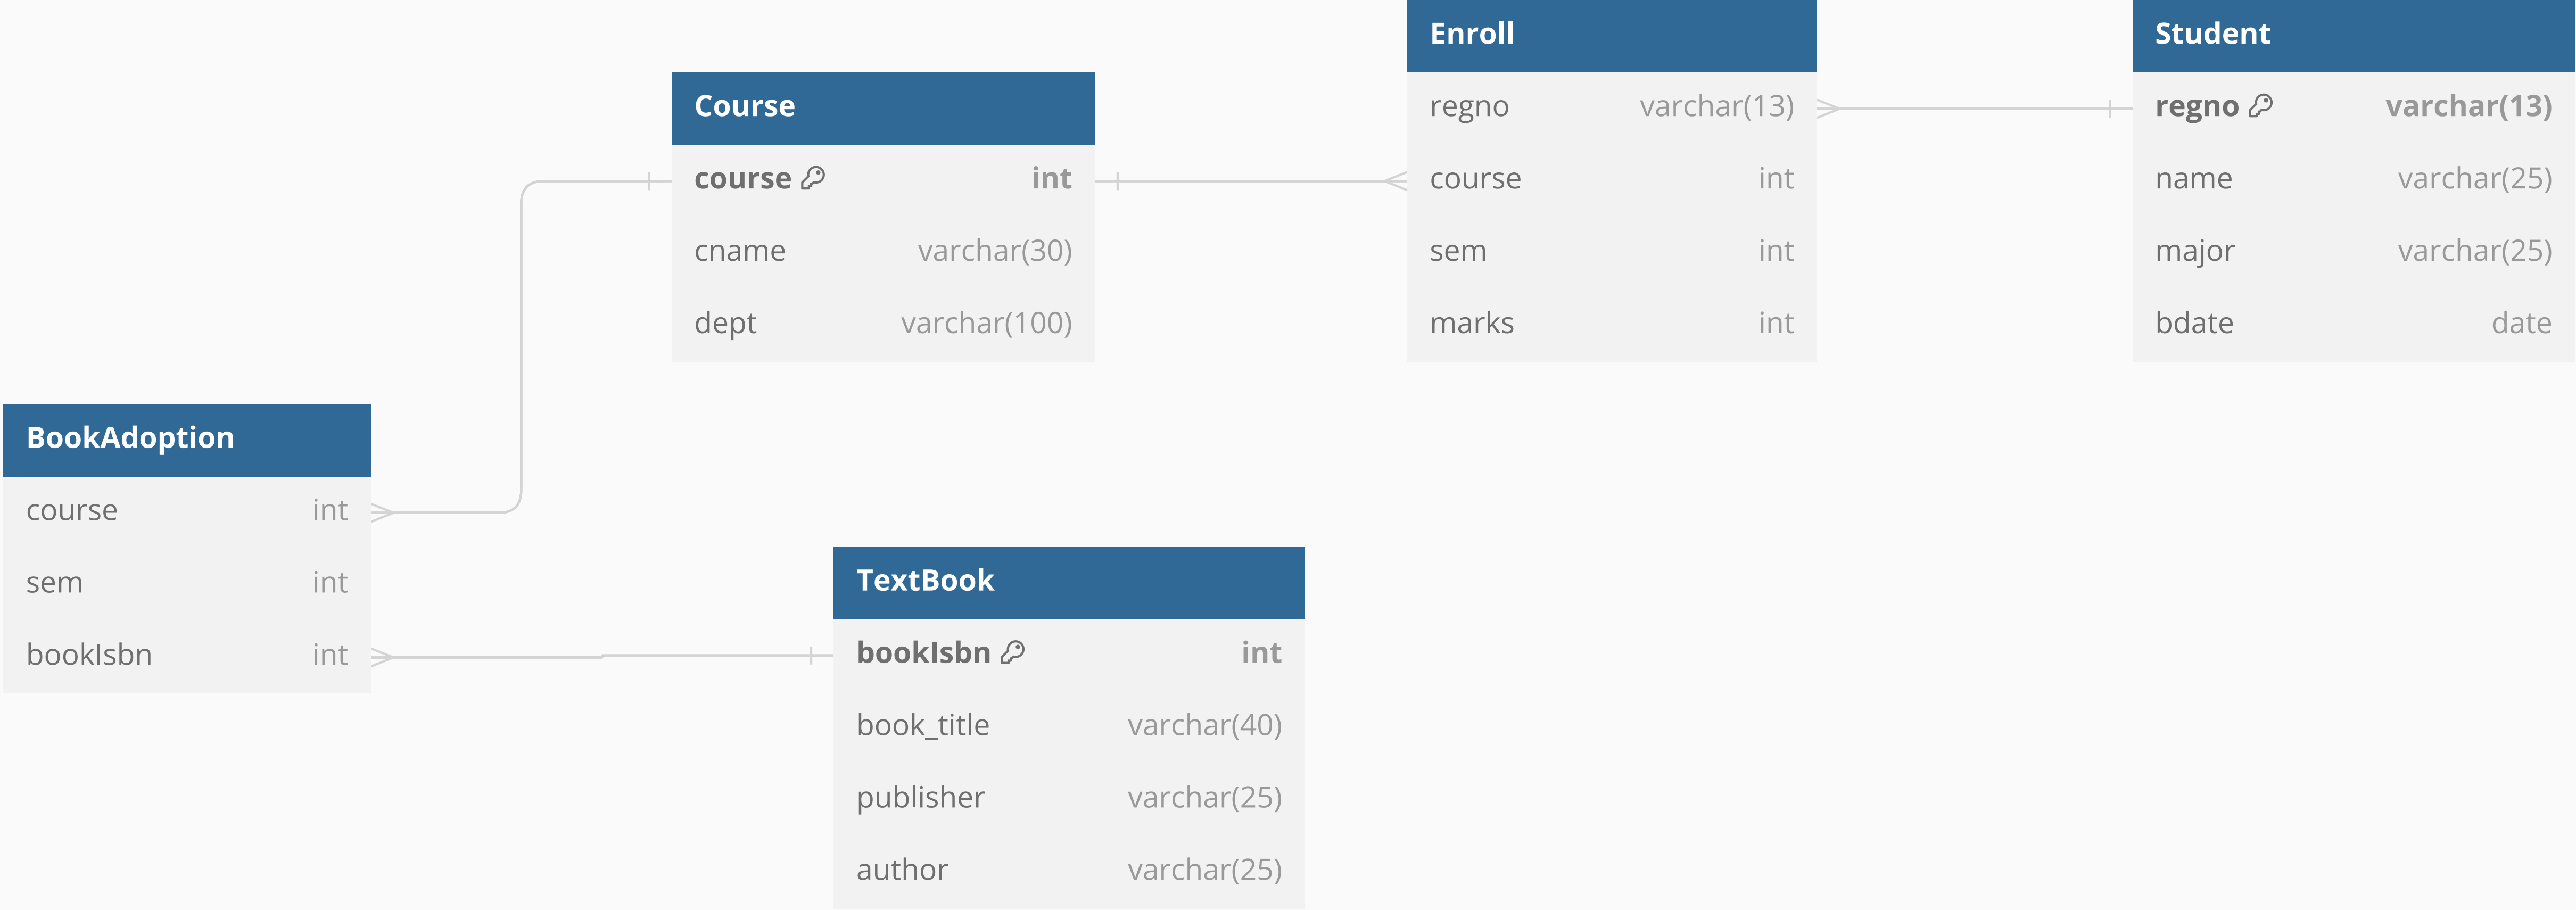 Enroll
regno varchar(13)
course int
sem int
marks int
Student
regno varchar(13)
name varchar(25)
major varchar(25)
bdate date
Course
course int
cname varchar(30)
dept varchar(100)
BookAdoption
course int
sem int
bookIsbn int
TextBook
bookIsbn int
book_title varchar(40)
publisher varchar(25)
author varchar(25)